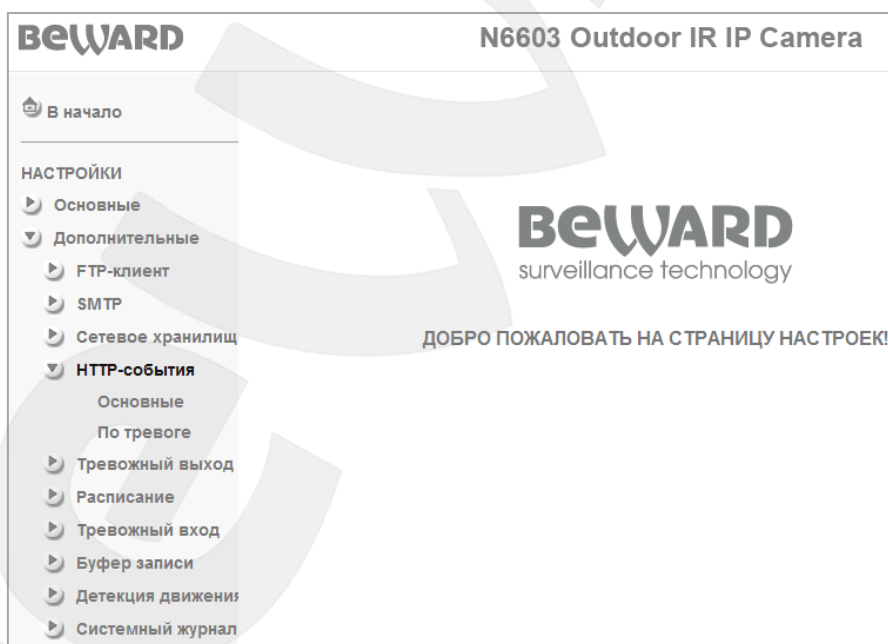 BEWARD
N6603 Outdoor IR IP Camera
В начало
НАСТРОЙКИ
Основные
Дополнительные
FTP-клиент
SMTP
Сетевое хранилищ
HTTP-события
Основные
По тревоге
Тревожный выход
Расписание
Тревожный вход
Буфер записи
Детекция движения
Системный журнал
BEWARD
surveillance technology
ДОБРО ПОЖАЛОВАТЬ НА СТРАНИЦУ НАСТРОЕК!